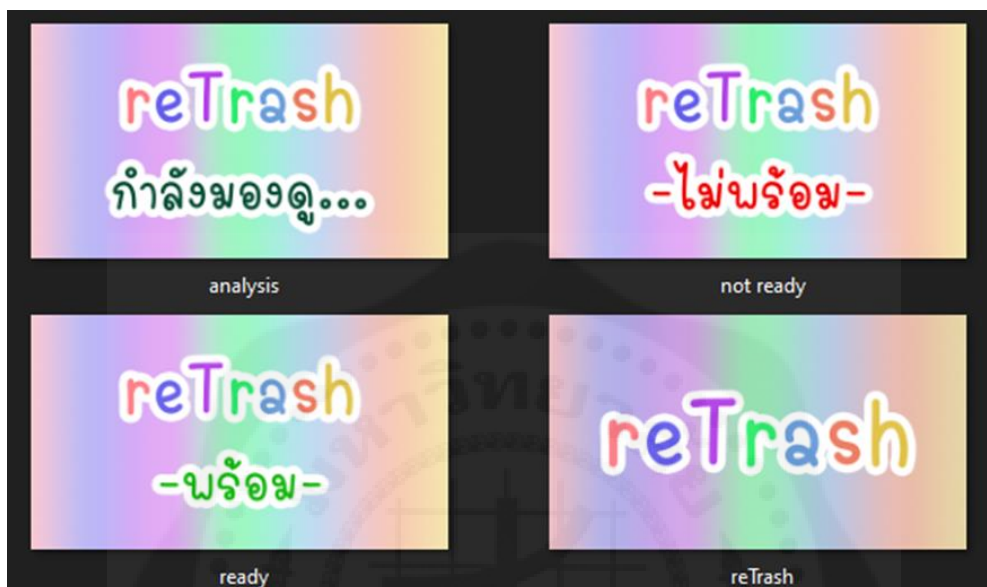 reTrash
กำลังมองดู...
analysis
reTrash
-ไม่พร้อม-
not ready
reTrash
-พร้อม-
ready
reTrash
reTrash